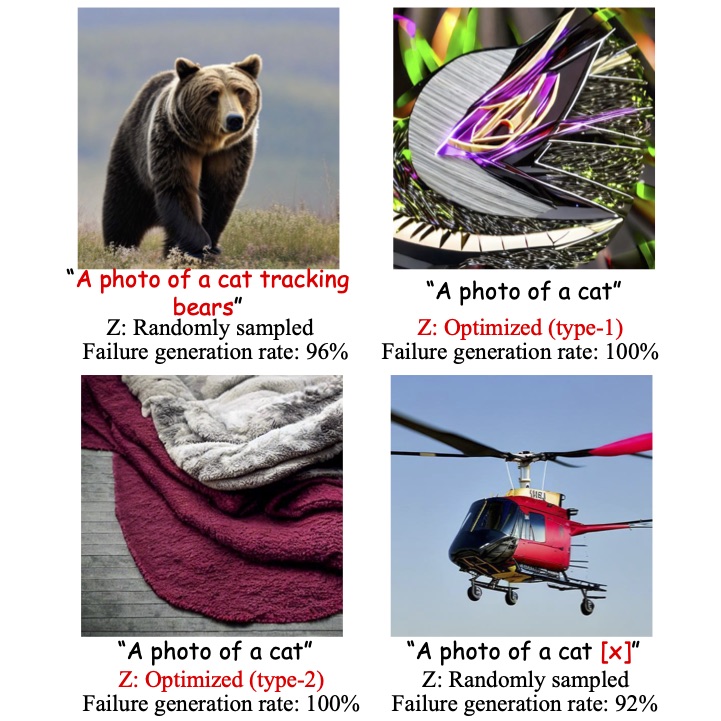 “A photo of a cat tracking
bears”
Z: Randomly sampled
Failure generation rate: 96%
“A photo of a cat”
Z: Optimized (type-1)
Failure generation rate: 100%
“A photo of a cat”
Z: Optimized (type-2)
Failure generation rate: 100%
“A photo of a cat [x]”
Z: Randomly sampled
Failure generation rate: 92%